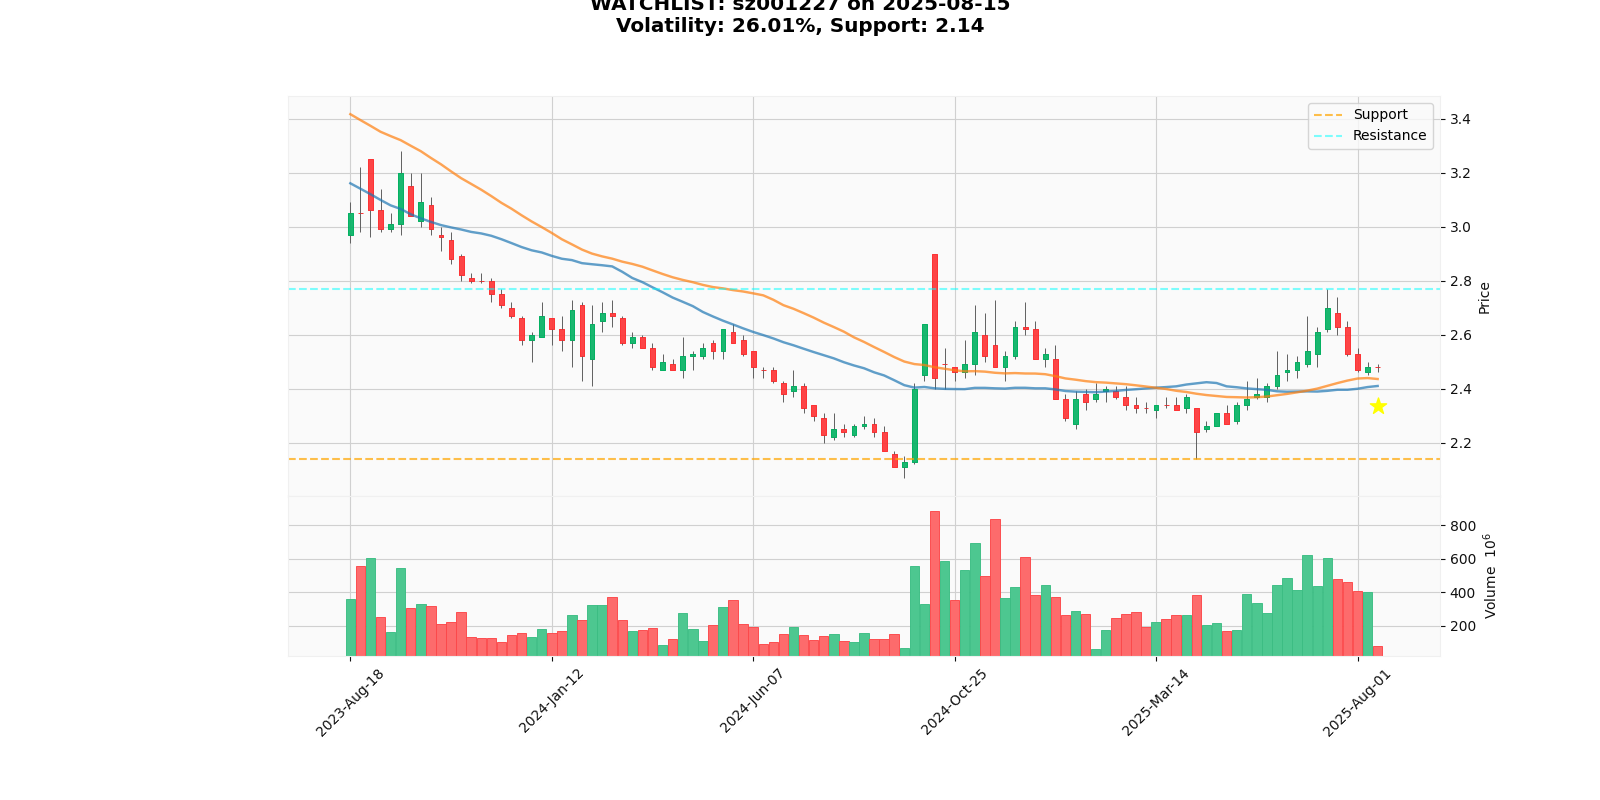 WATCHLIST: sz001227 on 2025-08-15
Volatility: 26.01%, Support: 2.14
Support
Resistance
3.4
3.2
3.0
2.8
2.6
2.4
2.2
Price
800
600
400
200
Volume 10^6
2023-Aug-18
2024-Jan-12
2024-Jun-07
2024-Oct-25
2025-Mar-14
2025-Aug-01